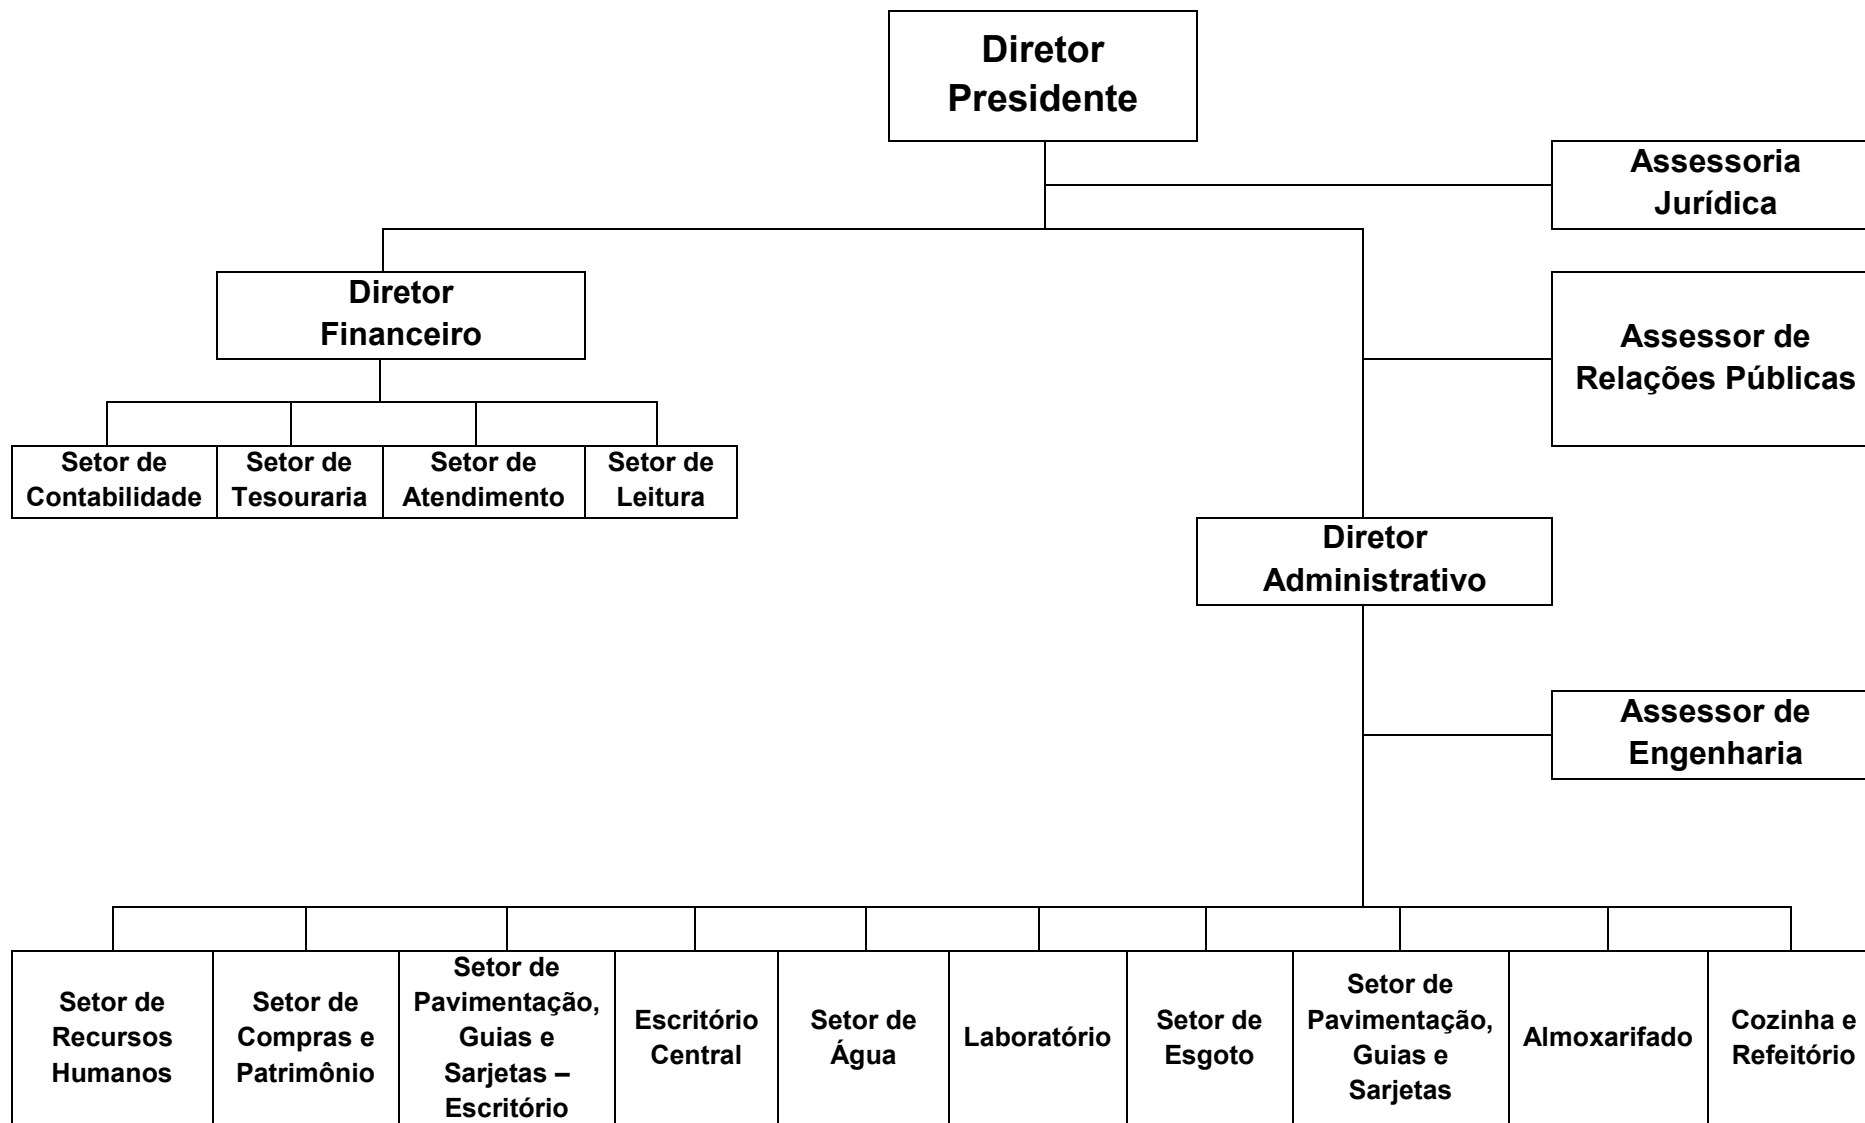 Diretor
Presidente
Assessoria
Jurídica
Diretor
Financeiro
Assessor de
Relações Públicas
Setor de
Contabilidade
Setor de
Tesouraria
Setor de
Atendimento
Setor de
Leitura
Diretor
Administrativo
Assessor de
Engenharia
Setor de
Recursos
Humanos
Setor de
Compras e
Patrimônio
Setor de
Pavimentação,
Guias e
Sarjetas –
Escritório
Escritório
Central
Setor de
Água
Laboratório
Setor de
Esgoto
Setor de
Pavimentação,
Guias e
Sarjetas
Almoxarifado
Cozinha e
Refeitório